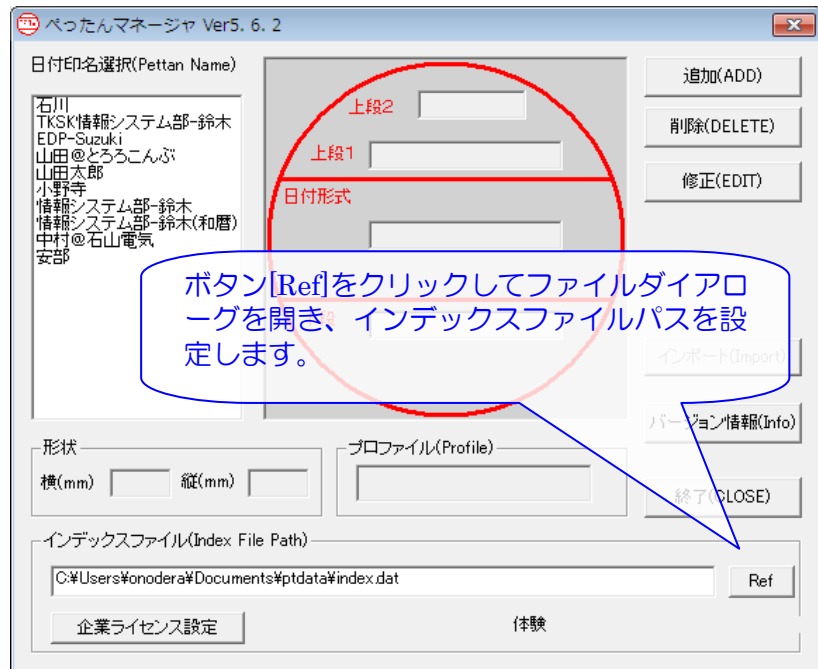 ぺったんマネージャ Ver5. 6. 2
日付印名選択(Pettan Name)
石川
TKSK情報システム部-鈴木
EDP-Suzuki
山田@とろろこんぶ
山田太郎
小野寺
情報システム部-鈴木
情報システム部-鈴木(和暦)
中村@石山電気
安部
上段2
上段1
日付形式
追加(ADD)
削除(DELETE)
修正(EDIT)
ボタン[Ref]をクリックしてファイルダイアロ
ーグを開き、インデックスファイルパスを設
定します。
インポート(Import)
バージョン情報(Info)
終了(CLOSE)
形状
横(mm)
縦(mm)
プロファイル(Profile)
インデックスファイル(Index File Path)
C:¥Users¥onodera¥Documents¥ptdata¥index.dat
Ref
企業ライセンス設定
体験